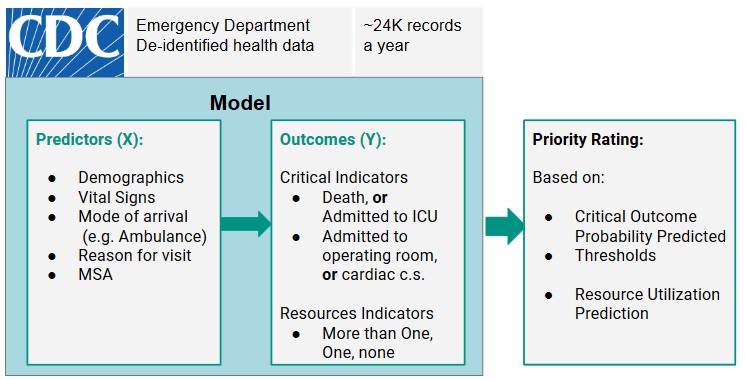 CDC
Emergency Department
De-identified health data
~24K records
a year
Model
Predictors (X):
● Demographics
● Vital Signs
● Mode of arrival
(e.g. Ambulance)
● Reason for visit
● MSA
Outcomes (Y):
Critical Indicators
● Death, or
Admitted to ICU
● Admitted to
operating room,
or cardiac c.s.
Resources Indicators
● More than One,
One, none
Priority Rating:
Based on:
● Critical Outcome
Probability Predicted
● Thresholds
● Resource Utilization
Prediction